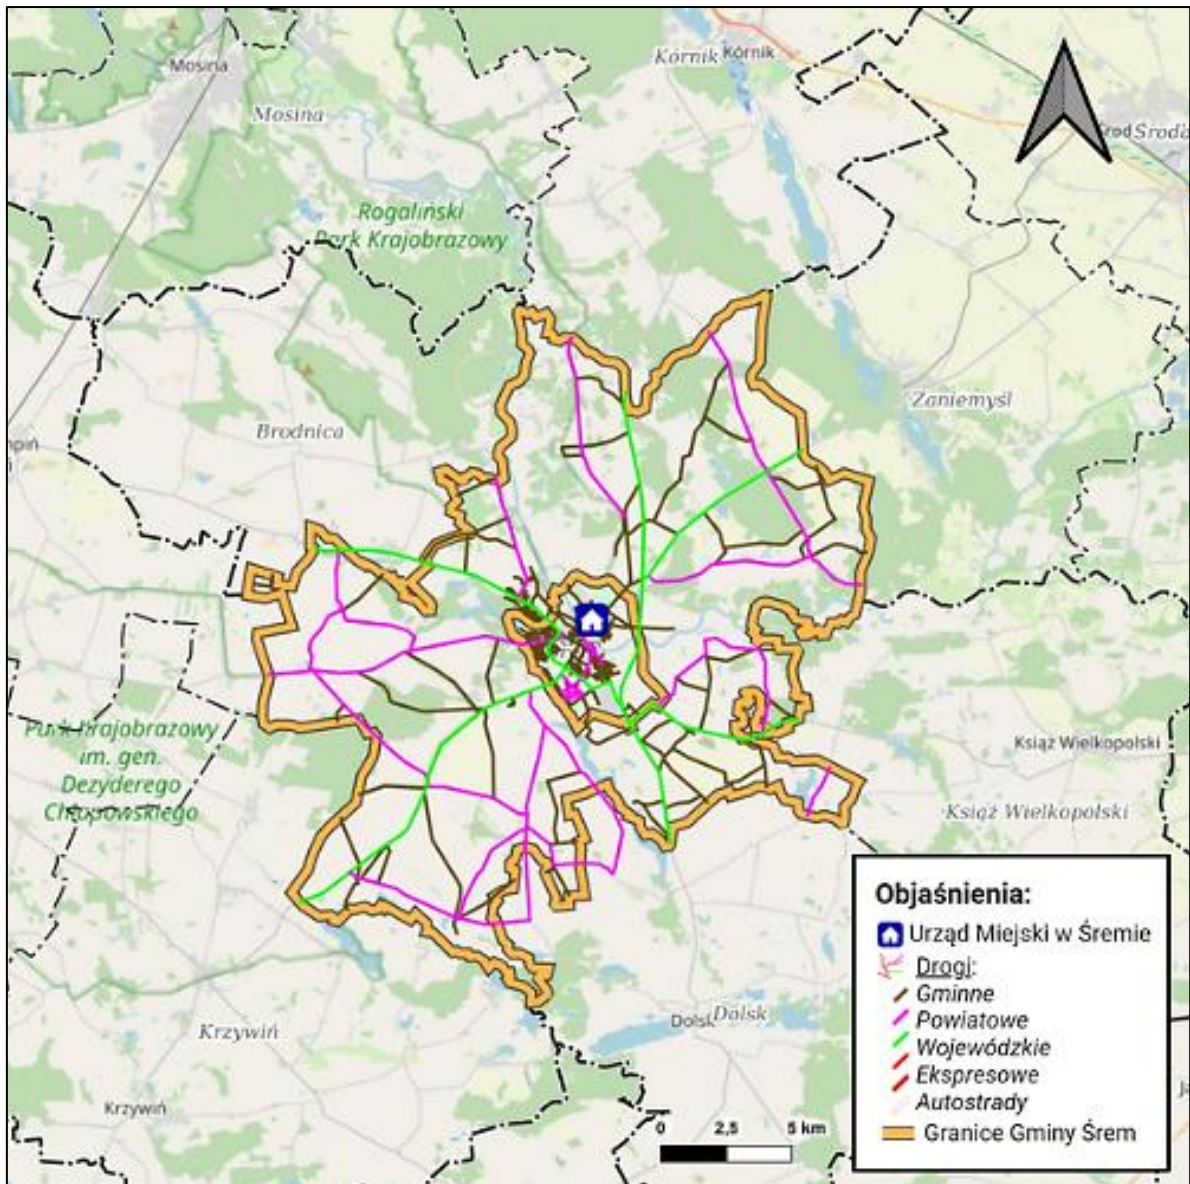 Mosina
Kórnik
Kórnik
Mosina
Środ
Środa
Rogaliński
Park Krajobrazowy
Zaniemyśl
Brodnica
Książ Wielkopolski
Park Krajobrazowy
im. gen.
Dezyderego
Chłapowskiego
Książ Wielkopolski
Dolsk
Dolsk
Krzywiń
Krzywiń
0 2,5 5 km
Objaśnienia:
Urząd Miejski w Śremie
Drogi:
Gminne
Powiatowe
Wojewódzkie
Ekspresowe
Autostrady
Granice Gminy Śrem